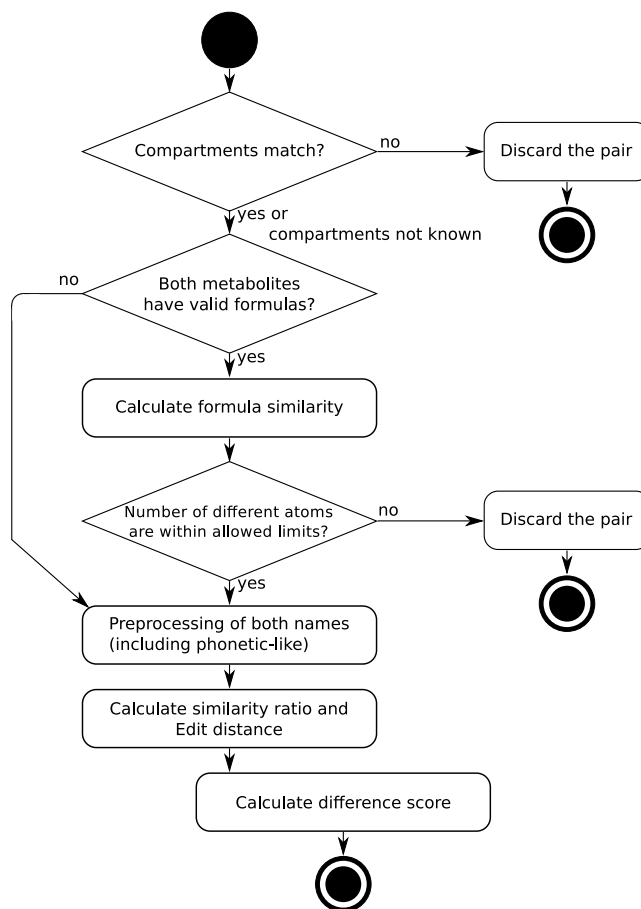 Compartments match?
no
Discard the pair
yes or
compartments not known
no
Both metabolites
have valid formulas?
yes
Calculate formula similarity
Number of different atoms
are within allowed limits?
no
Discard the pair
yes
Preprocessing of both names
(including phonetic-like)
Calculate similarity ratio and
Edit distance
Calculate difference score